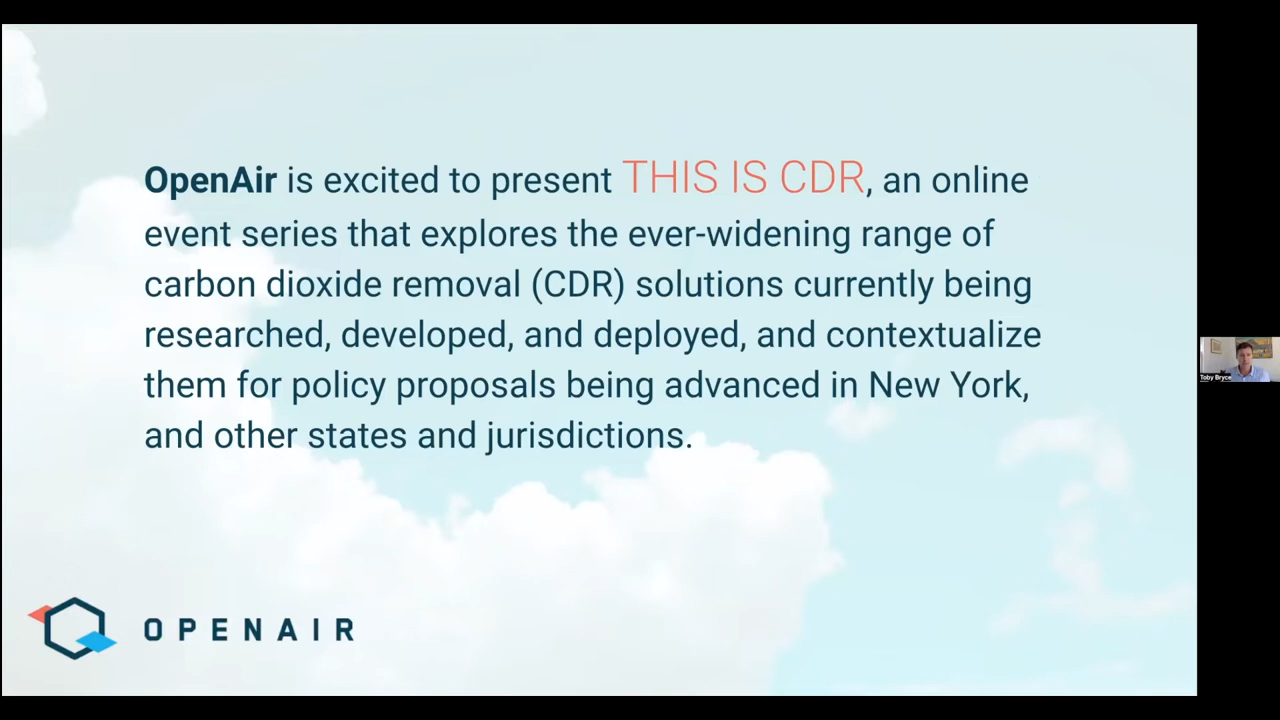 OpenAir is excited to present THIS IS CDR, an online
event series that explores the ever-widening range of
carbon dioxide removal (CDR) solutions currently being
researched, developed, and deployed, and contextualize
them for policy proposals being advanced in New York,
and other states and jurisdictions.
Toby Bryce
OPENAIR